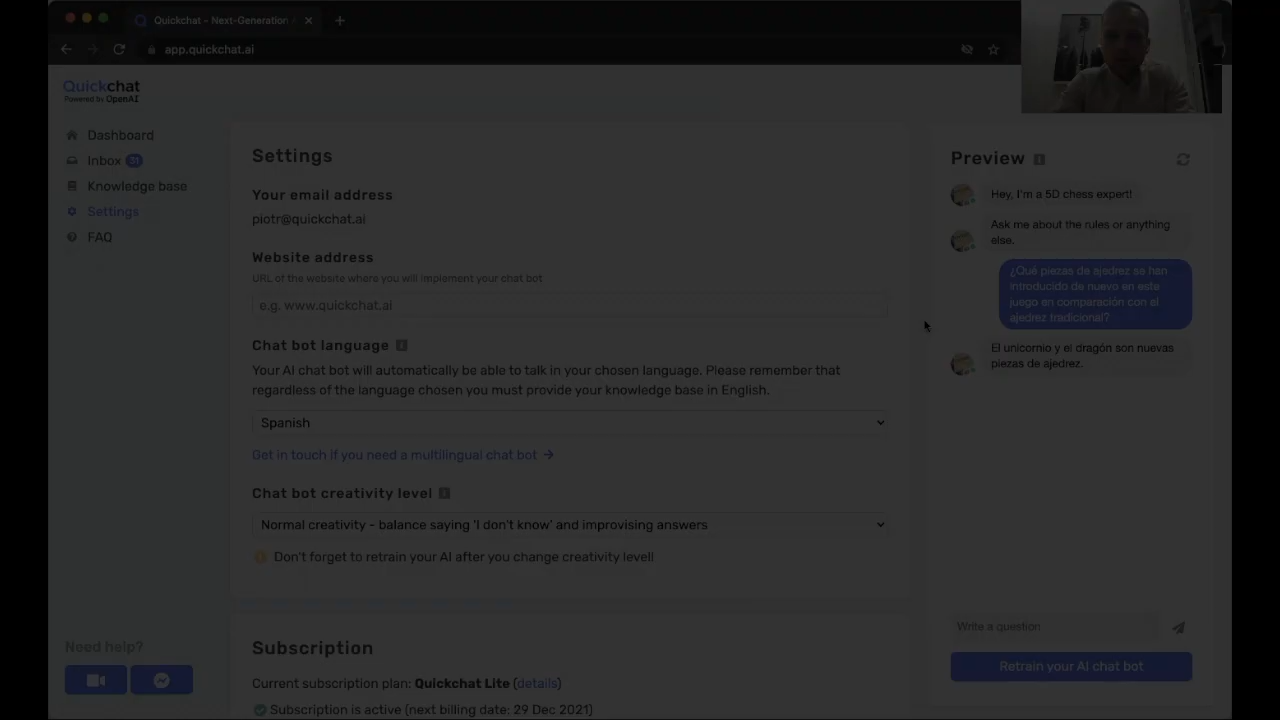 Quickchat - Next-Generation A
app.quickchat.ai
Quickchat
Powered by OpenAI
Dashboard
Inbox 31
Knowledge base
Settings
FAQ
Need help?
Settings
Your email address
piotr@quickchat.ai
Website address
URL of the website where you will implement your chat bot
e.g. www.quickchat.ai
Chat bot language
Your AI chat bot will automatically be able to talk in your chosen language. Please remember that
regardless of the language chosen you must provide your knowledge base in English.
Spanish
Get in touch if you need a multilingual chat bot →
Chat bot creativity level
Normal creativity - balance saying 'I don't know' and improvising answers
Don't forget to retrain your AI after you change creativity level!
Subscription
Current subscription plan: Quickchat Lite (details)
Subscription is active (next billing date: 29 Dec 2021)
Preview
Hey, I'm a 5D chess expert!
Ask me about the rules or anything
else.
¿Qué piezas de ajedrez se han
introducido de nuevo en este
juego en comparación con el
ajedrez tradicional?
El unicornio y el dragón son nuevas
piezas de ajedrez.
Write a question
Retrain your AI chat bot